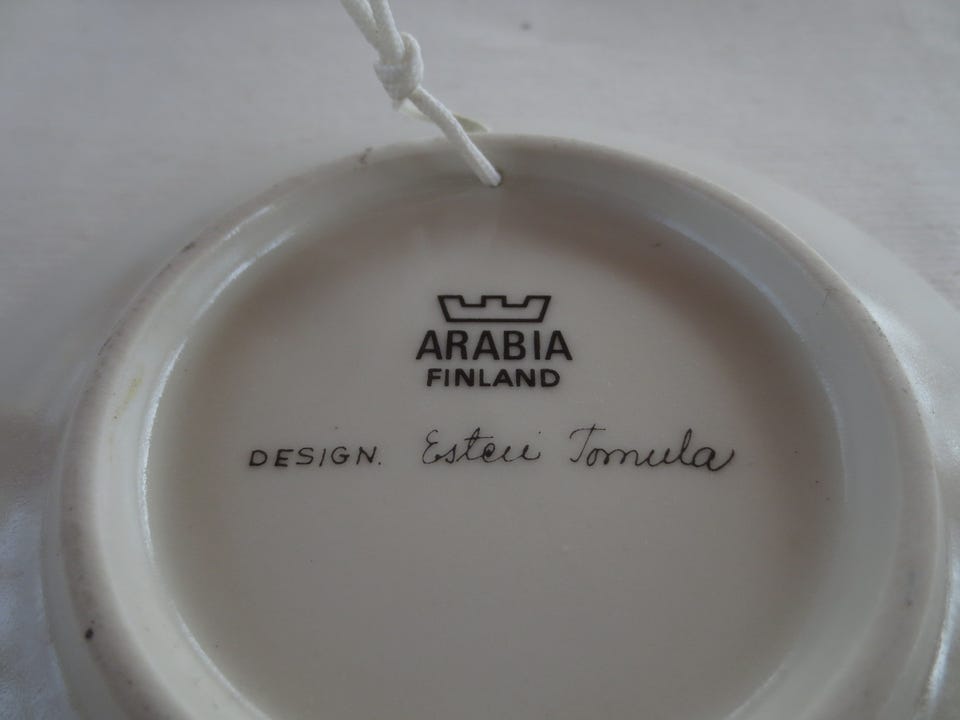 ARABIA
FINLAND
DESIGN. Esteri Tomula